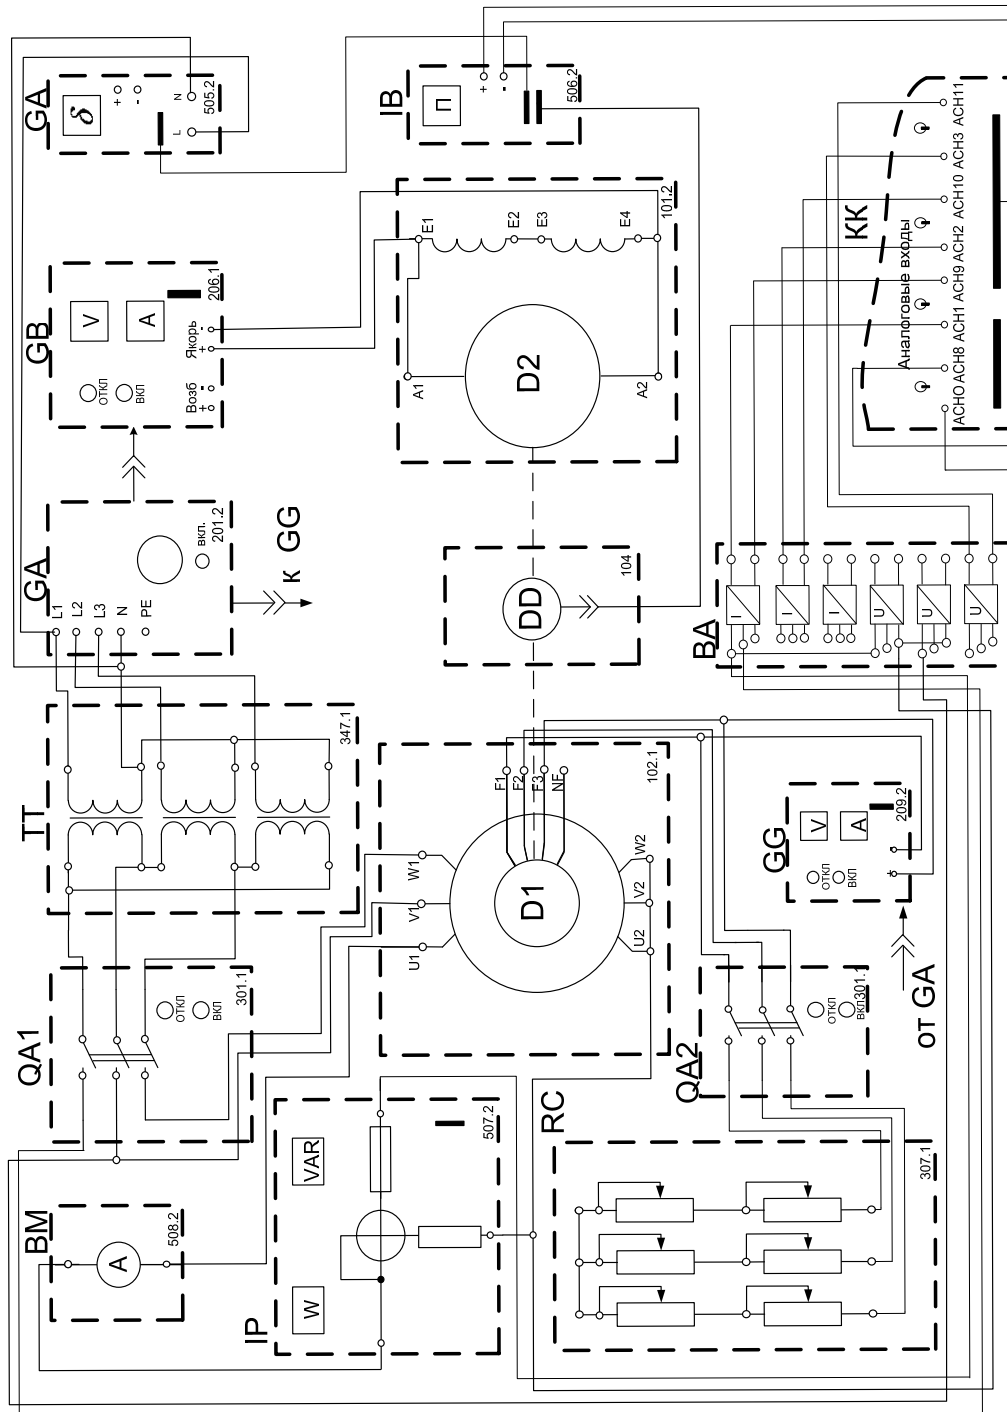 GA
δ
+
-
N
L
505.2
IB
П
+
-
506.2
КК
Аналоговые входы
ACH11
ACH3
ACH10
ACH2
ACH9
ACH1
ACH8
ACHO
GB
V
A
206.1
ОТКЛ
ВКЛ
Якорь
+
-
Возб
+
-
101.2
E1
E2
E3
E4
D2
A1
A2
GA
201.2
вкл.
L1
L2
L3
N
PE
к GG
DD
104
BA
I
I
I
U
U
U
TT
347.1
102.1
F1
F2
F3
NF
D1
W1
V1
U1
W2
V2
U2
GG
V
A
209.2
ОТКЛ
ВКЛ
+
-
от GA
QA1
301.1
ОТКЛ
ВКЛ
QA2
301.1
ОТКЛ
ВКЛ
BM
A
508.2
IP
VAR
W
507.2
RC
307.1